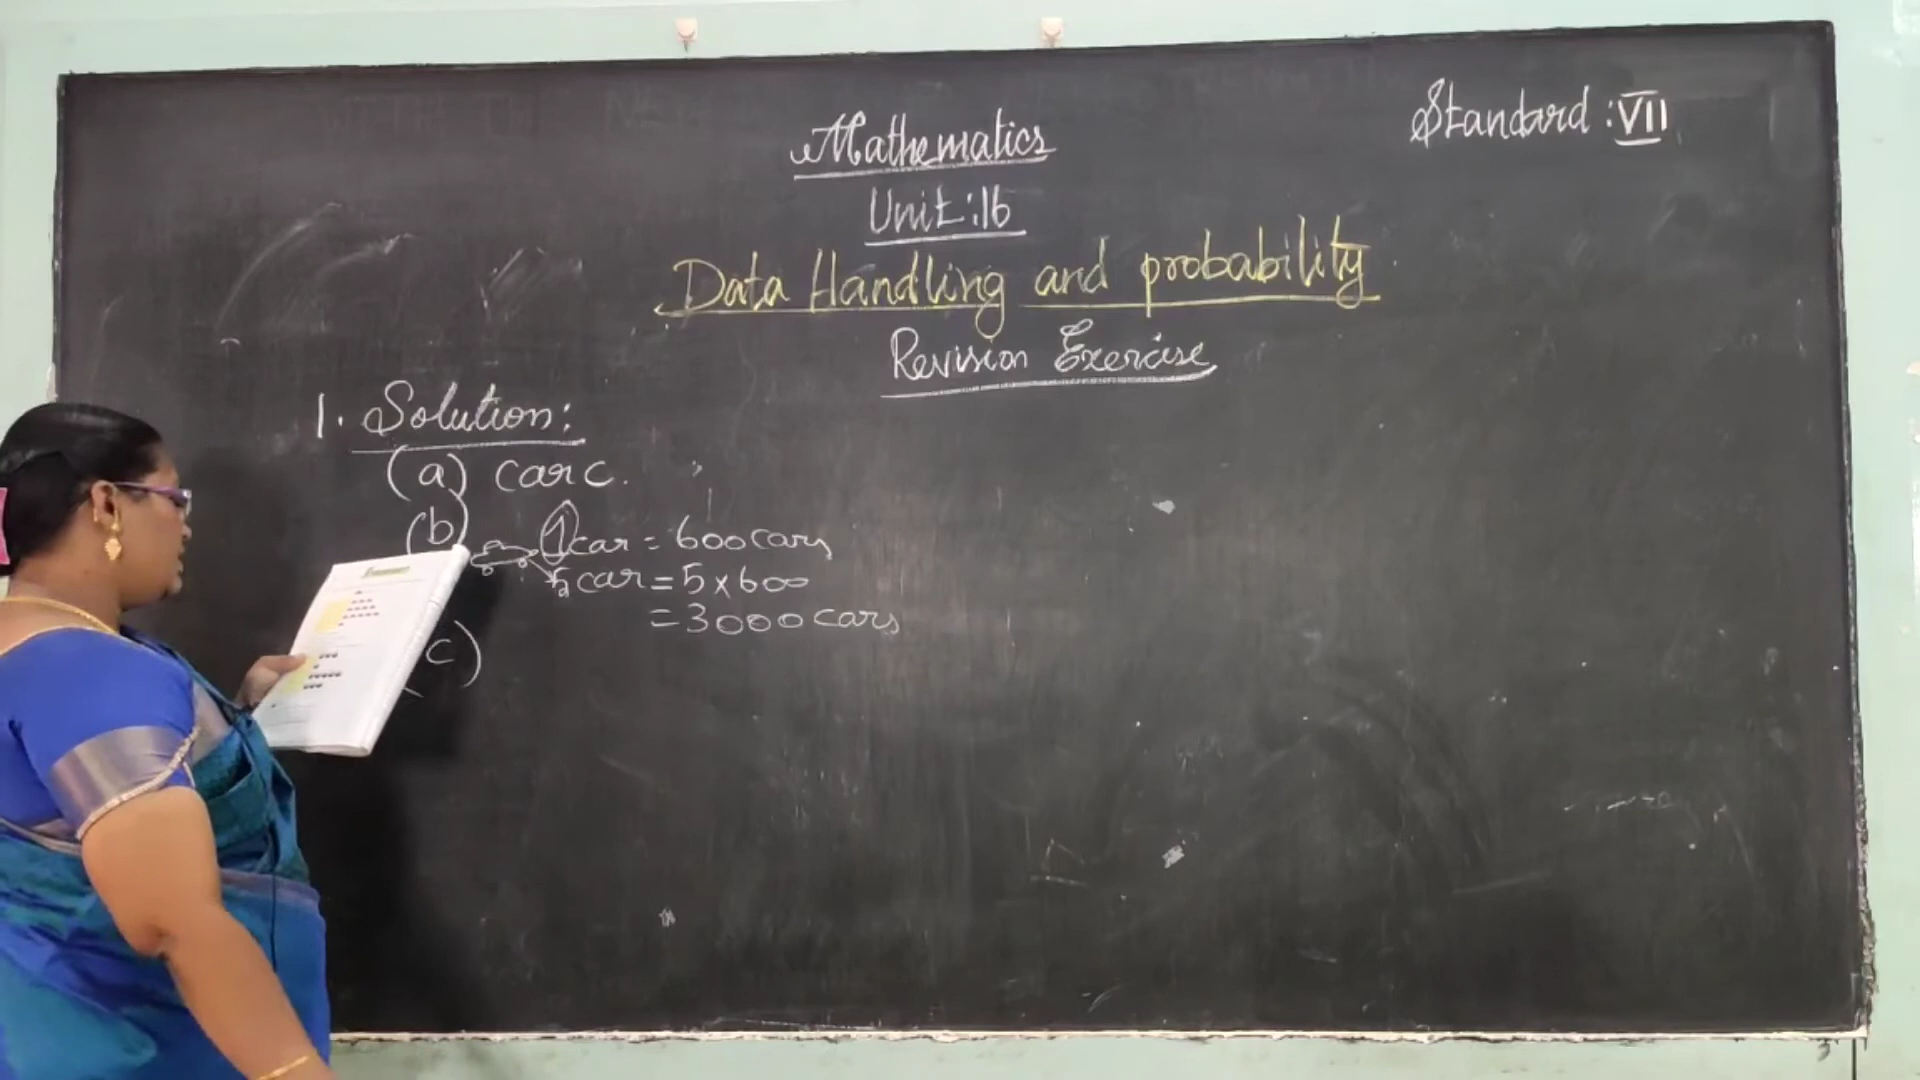 Standard : VII
Mathematics
Unit : 16
Data Handling and probability
Revision Exercise
1. Solution:
(a) car c.
(b) 1 car = 600 cars
5 car = 5 x 600
= 3000 cars
(c)